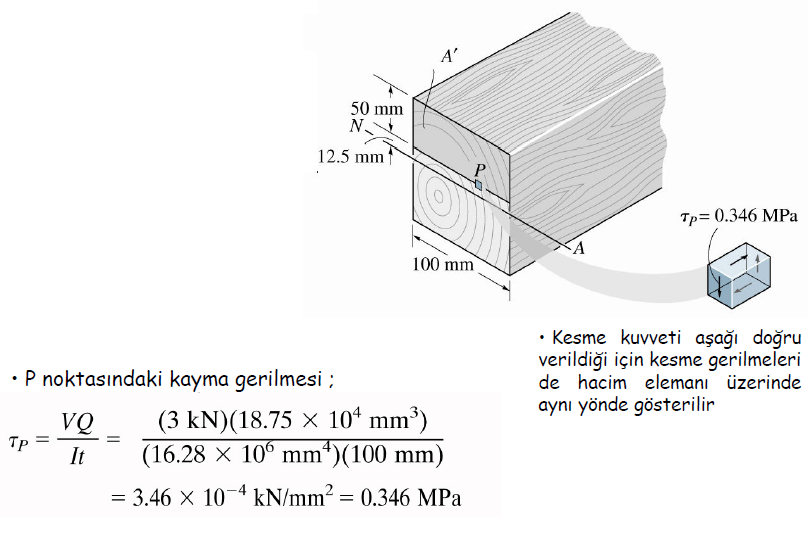 A′
50 mm
N
12.5 mm
P
τP= 0.346 MPa
A
100 mm
• Kesme kuvveti aşağı doğru
verildiği için kesme gerilmeleri
de hacim elemanı üzerinde
aynı yönde gösterilir
• P noktasındaki kayma gerilmesi ;
τP = VQ / It = (3 kN)(18.75 × 10⁴ mm³) / (16.28 × 10⁶ mm⁴)(100 mm)
= 3.46 × 10⁻⁴ kN/mm² = 0.346 MPa